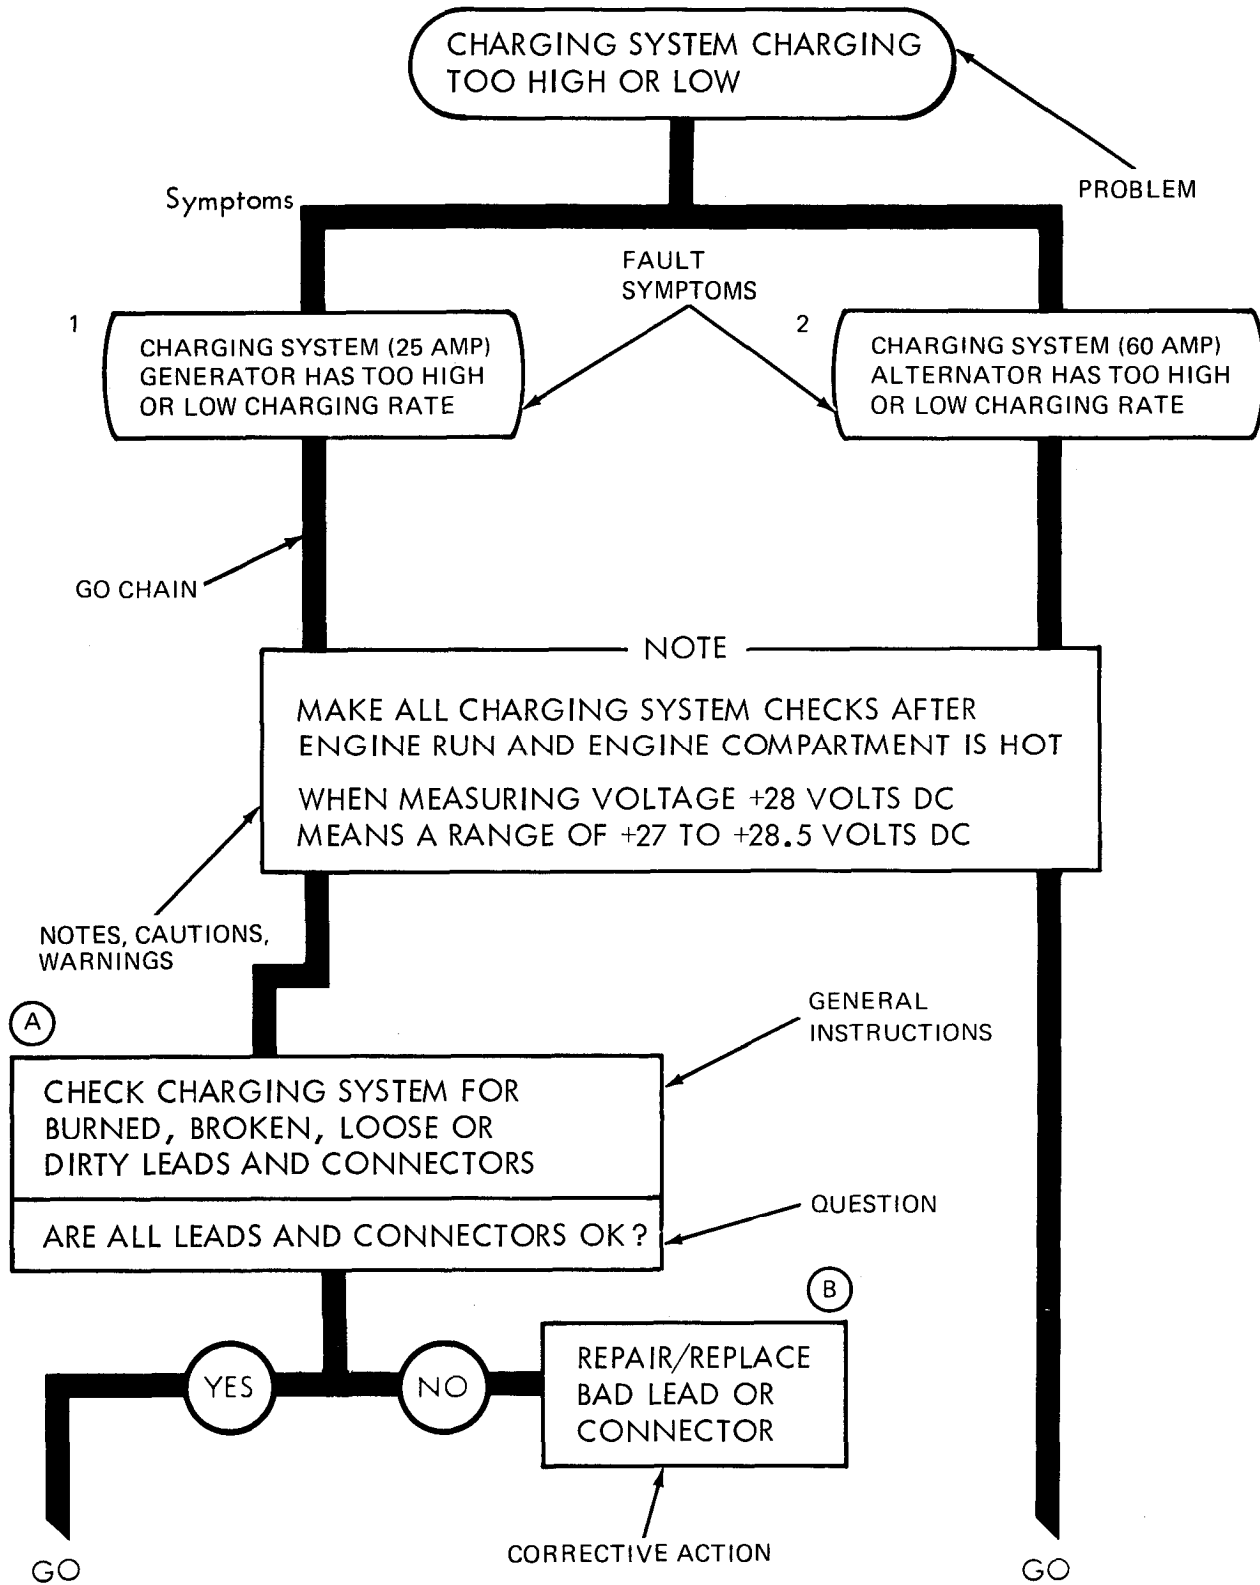 CHARGING SYSTEM CHARGING
TOO HIGH OR LOW
PROBLEM
Symptoms
FAULT
SYMPTOMS
1
CHARGING SYSTEM (25 AMP)
GENERATOR HAS TOO HIGH
OR LOW CHARGING RATE
2
CHARGING SYSTEM (60 AMP)
ALTERNATOR HAS TOO HIGH
OR LOW CHARGING RATE
GO CHAIN
NOTE
MAKE ALL CHARGING SYSTEM CHECKS AFTER
ENGINE RUN AND ENGINE COMPARTMENT IS HOT
WHEN MEASURING VOLTAGE +28 VOLTS DC
MEANS A RANGE OF +27 TO +28.5 VOLTS DC
NOTES, CAUTIONS,
WARNINGS
A
GENERAL
INSTRUCTIONS
CHECK CHARGING SYSTEM FOR
BURNED, BROKEN, LOOSE OR
DIRTY LEADS AND CONNECTORS
QUESTION
ARE ALL LEADS AND CONNECTORS OK?
B
YES
NO
REPAIR/REPLACE
BAD LEAD OR
CONNECTOR
CORRECTIVE ACTION
GO
GO